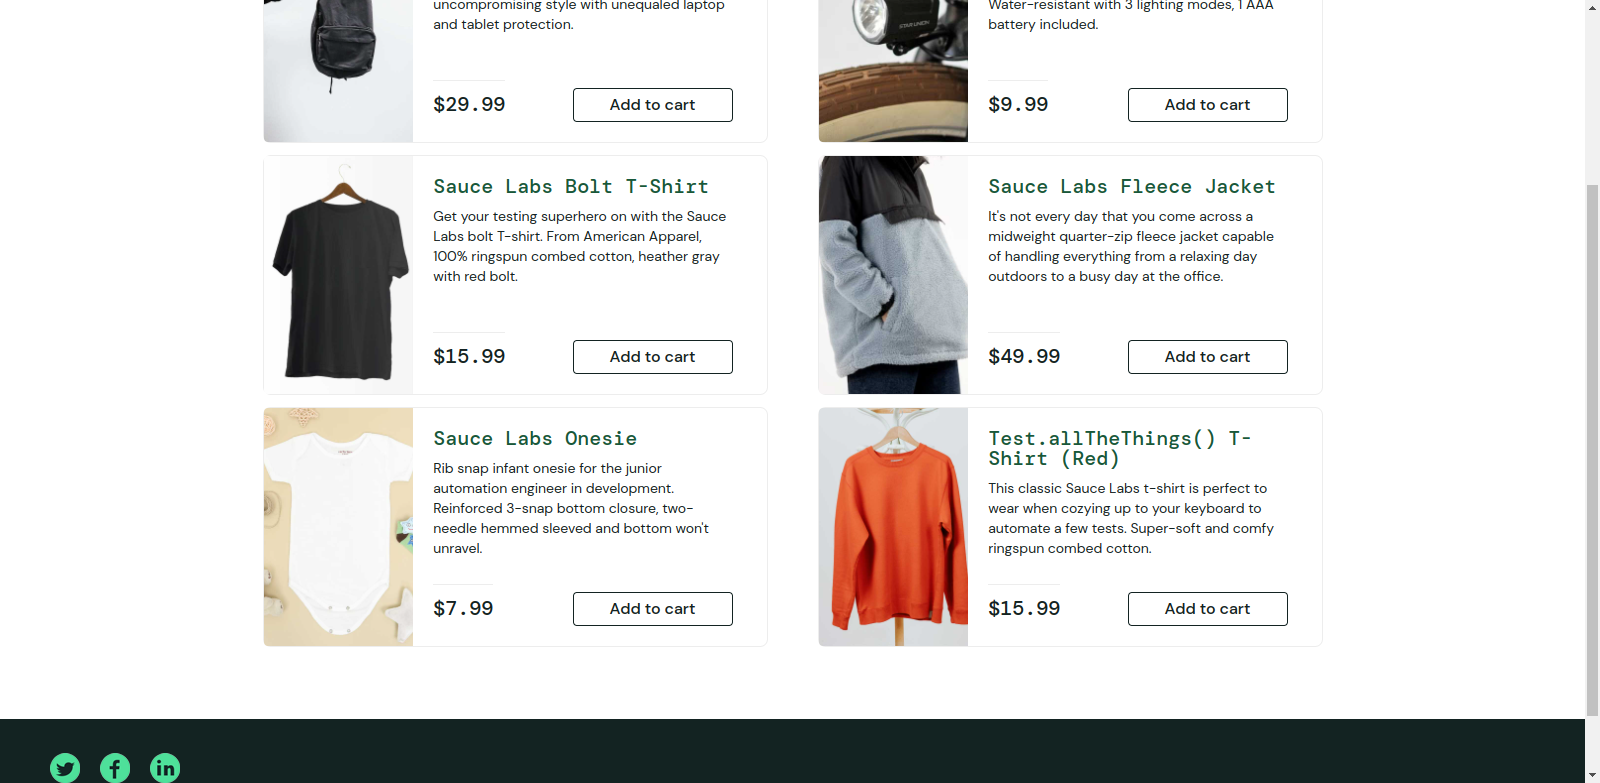 uncompromising style with unequaled laptop
and tablet protection.
$29.99
Add to cart
Water-resistant with 3 lighting modes, 1 AAA
battery included.
$9.99
Add to cart
Sauce Labs Bolt T-Shirt
Get your testing superhero on with the Sauce
Labs bolt T-shirt. From American Apparel,
100% ringspun combed cotton, heather gray
with red bolt.
$15.99
Add to cart
Sauce Labs Fleece Jacket
It's not every day that you come across a
midweight quarter-zip fleece jacket capable
of handling everything from a relaxing day
outdoors to a busy day at the office.
$49.99
Add to cart
Sauce Labs Onesie
Rib snap infant onesie for the junior
automation engineer in development.
Reinforced 3-snap bottom closure, two-
needle hemmed sleeved and bottom won't
unravel.
$7.99
Add to cart
Test.allTheThings() T-
Shirt (Red)
This classic Sauce Labs t-shirt is perfect to
wear when cozying up to your keyboard to
automate a few tests. Super-soft and comfy
ringspun combed cotton.
$15.99
Add to cart